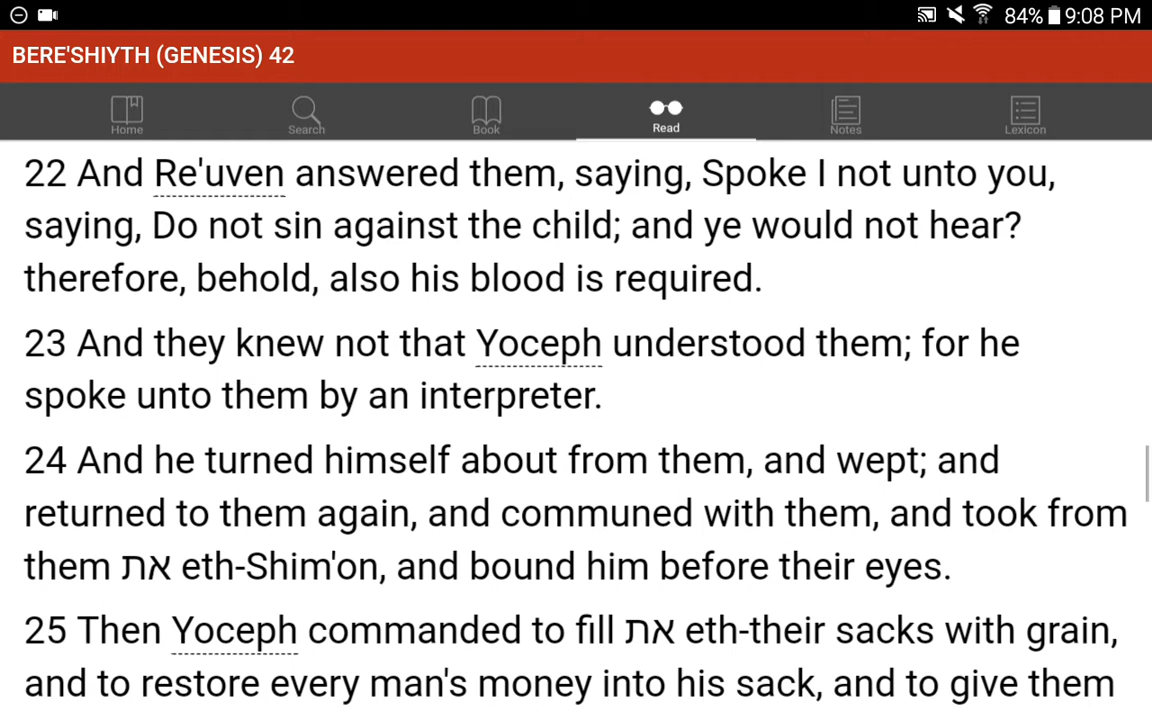 84% 9:08 PM
BERE'SHIYTH (GENESIS) 42
Home Search Book Read Notes Lexicon
22 And Re'uven answered them, saying, Spoke I not unto you,
saying, Do not sin against the child; and ye would not hear?
therefore, behold, also his blood is required.
23 And they knew not that Yoceph understood them; for he
spoke unto them by an interpreter.
24 And he turned himself about from them, and wept; and
returned to them again, and communed with them, and took from
them את eth-Shim'on, and bound him before their eyes.
25 Then Yoceph commanded to fill את eth-their sacks with grain,
and to restore every man's money into his sack, and to give them